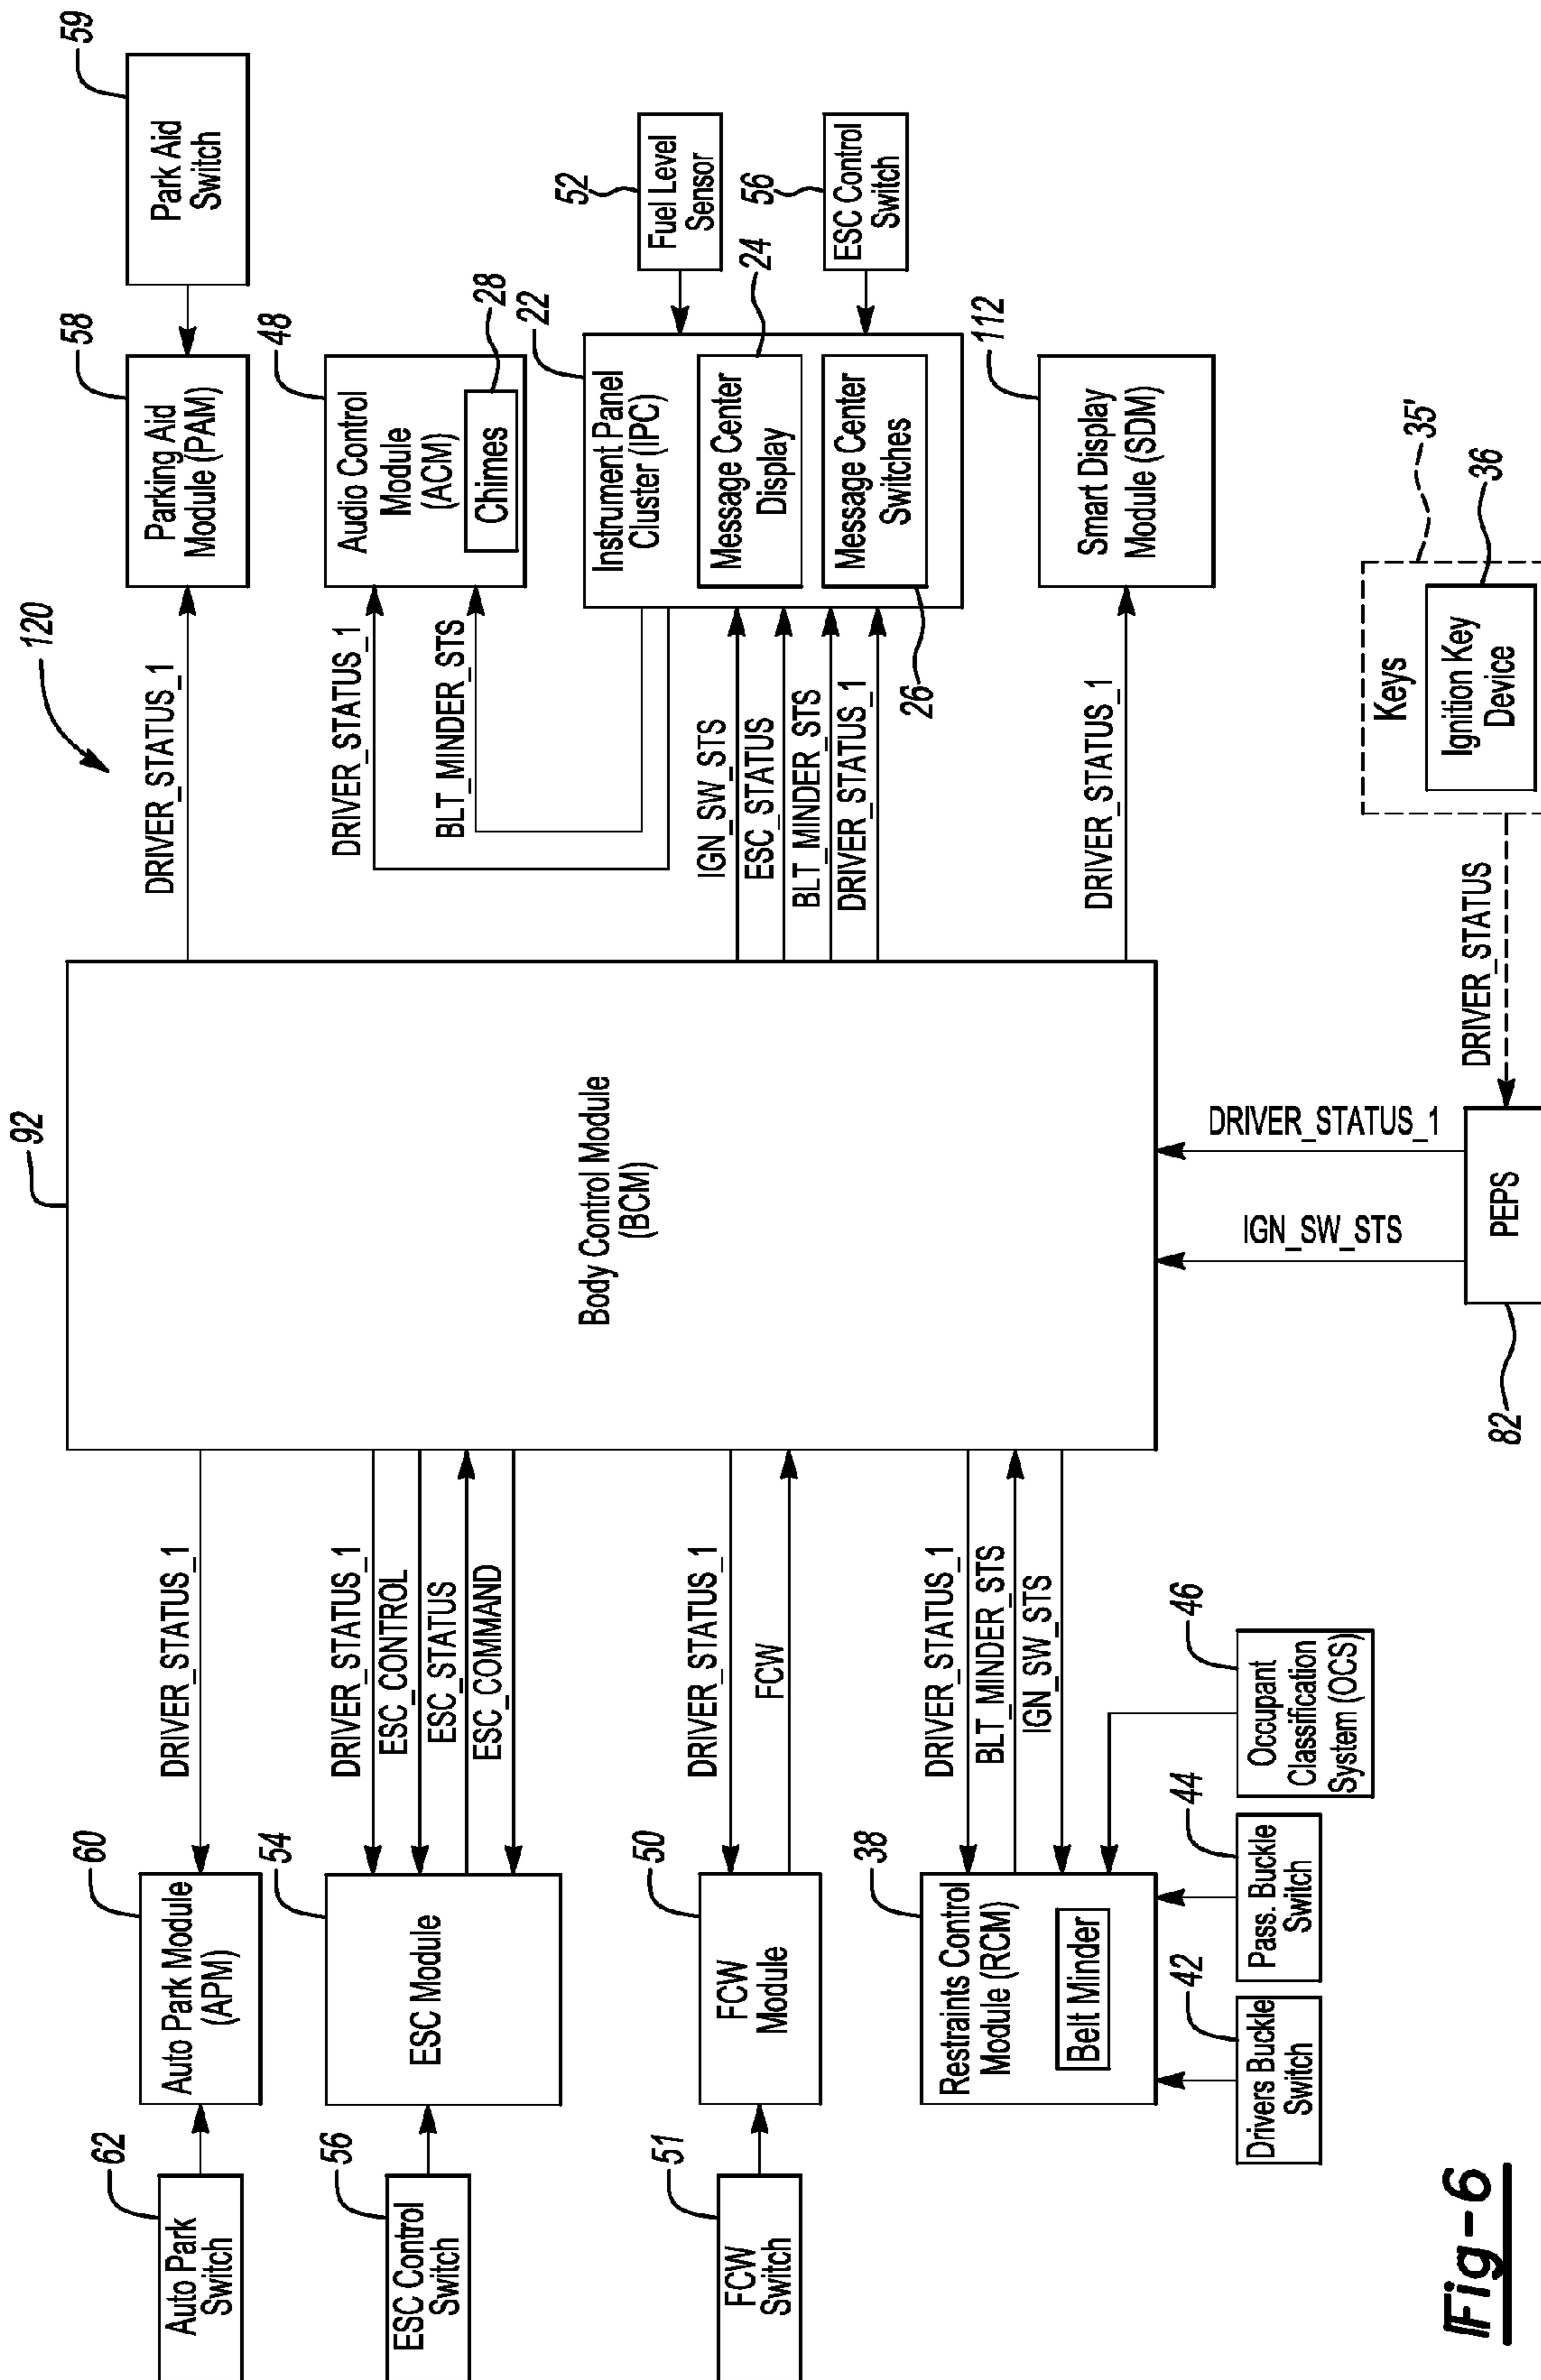 120
92
Auto Park
Switch
62
Auto Park Module
(APM)
60
DRIVER_STATUS_1
ESC Control
Switch
56
ESC Module
54
DRIVER_STATUS_1
ESC_CONTROL
ESC_STATUS
ESC_COMMAND
FCW
Switch
51
FCW
Module
50
DRIVER_STATUS_1
FCW
Restraints Control
Module (RCM)
Belt Minder
38
DRIVER_STATUS_1
BLT_MINDER_STS
IGN_SW_STS
Drivers Buckle
Switch
42
Pass. Buckle
Switch
44
Occupant
Classification
System (OCS)
46
Body Control Module
(BCM)
DRIVER_STATUS_1
Parking Aid
Module (PAM)
58
Park Aid
Switch
59
DRIVER_STATUS_1
BLT_MINDER_STS
Audio Control
Module
(ACM)
Chimes
48
28
Instrument Panel
Cluster (IPC)
22
Message Center
Display
24
Message Center
Switches
26
Fuel Level
Sensor
52
ESC Control
Switch
56
IGN_SW_STS
ESC_STATUS
BLT_MINDER_STS
DRIVER_STATUS_1
DRIVER_STATUS_1
Smart Display
Module (SDM)
112
IGN_SW_STS
DRIVER_STATUS_1
PEPS
82
DRIVER_STATUS
Keys
Ignition Key
Device
35'
36
Fig-6